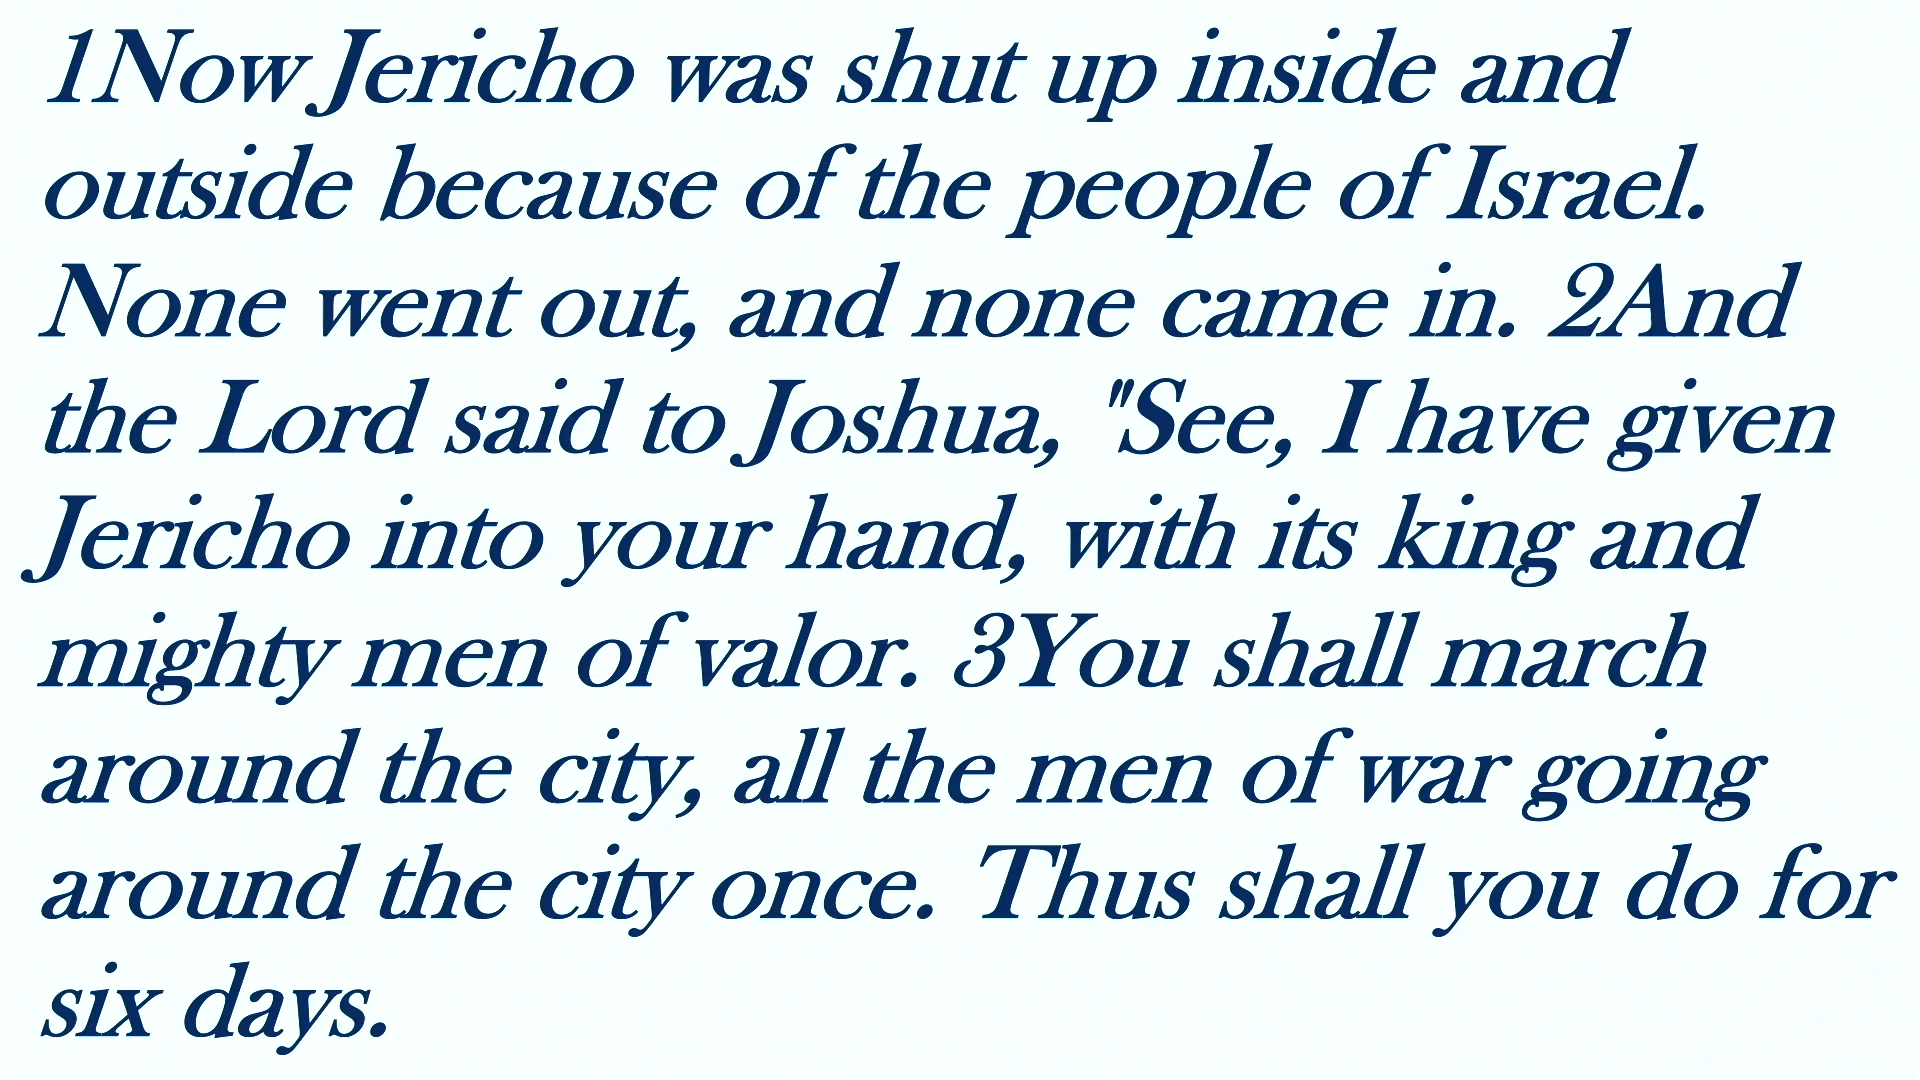 1Now Jericho was shut up inside and
outside because of the people of Israel.
None went out, and none came in. 2And
the Lord said to Joshua, "See, I have given
Jericho into your hand, with its king and
mighty men of valor. 3You shall march
around the city, all the men of war going
around the city once. Thus shall you do for
six days.